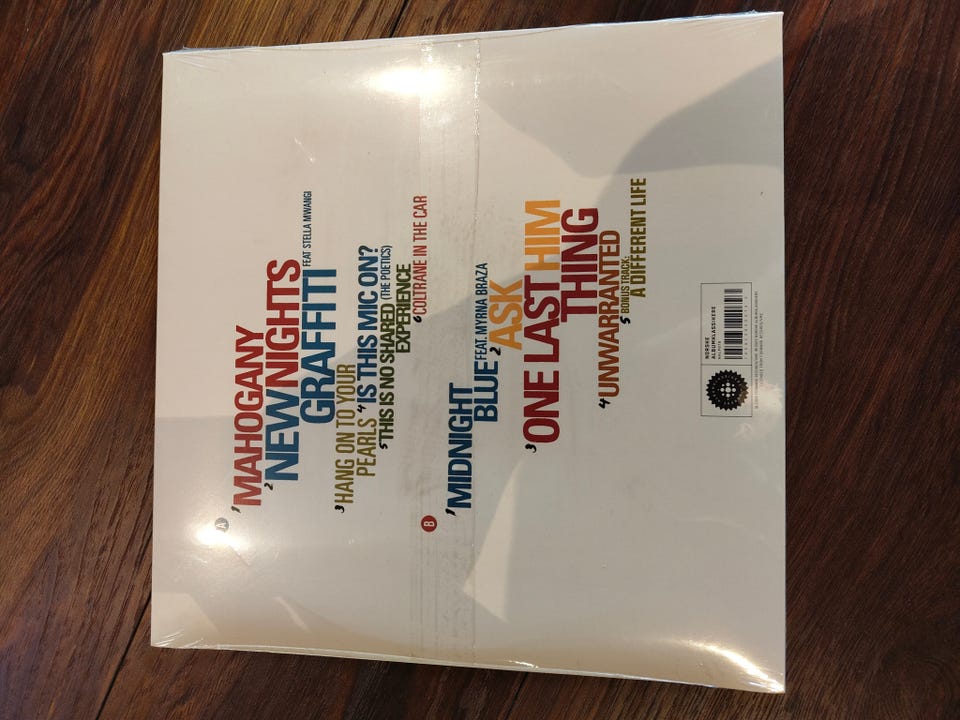 A
1 MAHOGANY
2 NEW NIGHTS
GRAFFITI FEAT STELLA MWANGI
3 HANG ON TO YOUR
PEARLS 4 IS THIS MIC ON?
5 THIS IS NO SHARED (THE POETICS)
EXPERIENCE
6 COLTRANE IN THE CAR
B
1 MIDNIGHT
BLUE FEAT. MYRNA BRAZA
2 ASK
3 ONE LAST HIM
THING
4 UNWARRANTED
5 BONUS TRACK:
A DIFFERENT LIFE
NORSKE
ALBUMKLASSIKERE